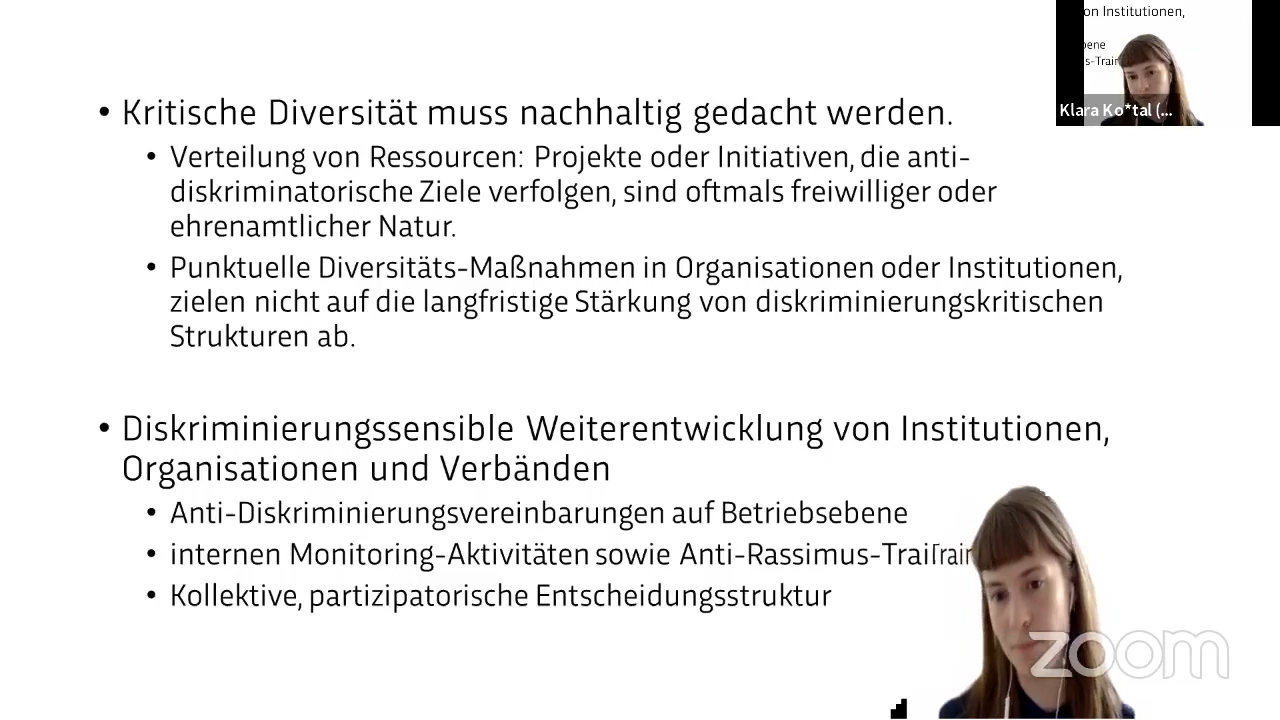 on Institutionen,
bene
s-Train
Klara Ko*tal (...
• Kritische Diversität muss nachhaltig gedacht werden.
• Verteilung von Ressourcen: Projekte oder Initiativen, die anti-
diskriminatorische Ziele verfolgen, sind oftmals freiwilliger oder
ehrenamtlicher Natur.
• Punktuelle Diversitäts-Maßnahmen in Organisationen oder Institutionen,
zielen nicht auf die langfristige Stärkung von diskriminierungskritischen
Strukturen ab.
• Diskriminierungssensible Weiterentwicklung von Institutionen,
Organisationen und Verbänden
• Anti-Diskriminierungsvereinbarungen auf Betriebsebene
• internen Monitoring-Aktivitäten sowie Anti-Rassimus-Trai
• Kollektive, partizipatorische Entscheidungsstruktur
zoom